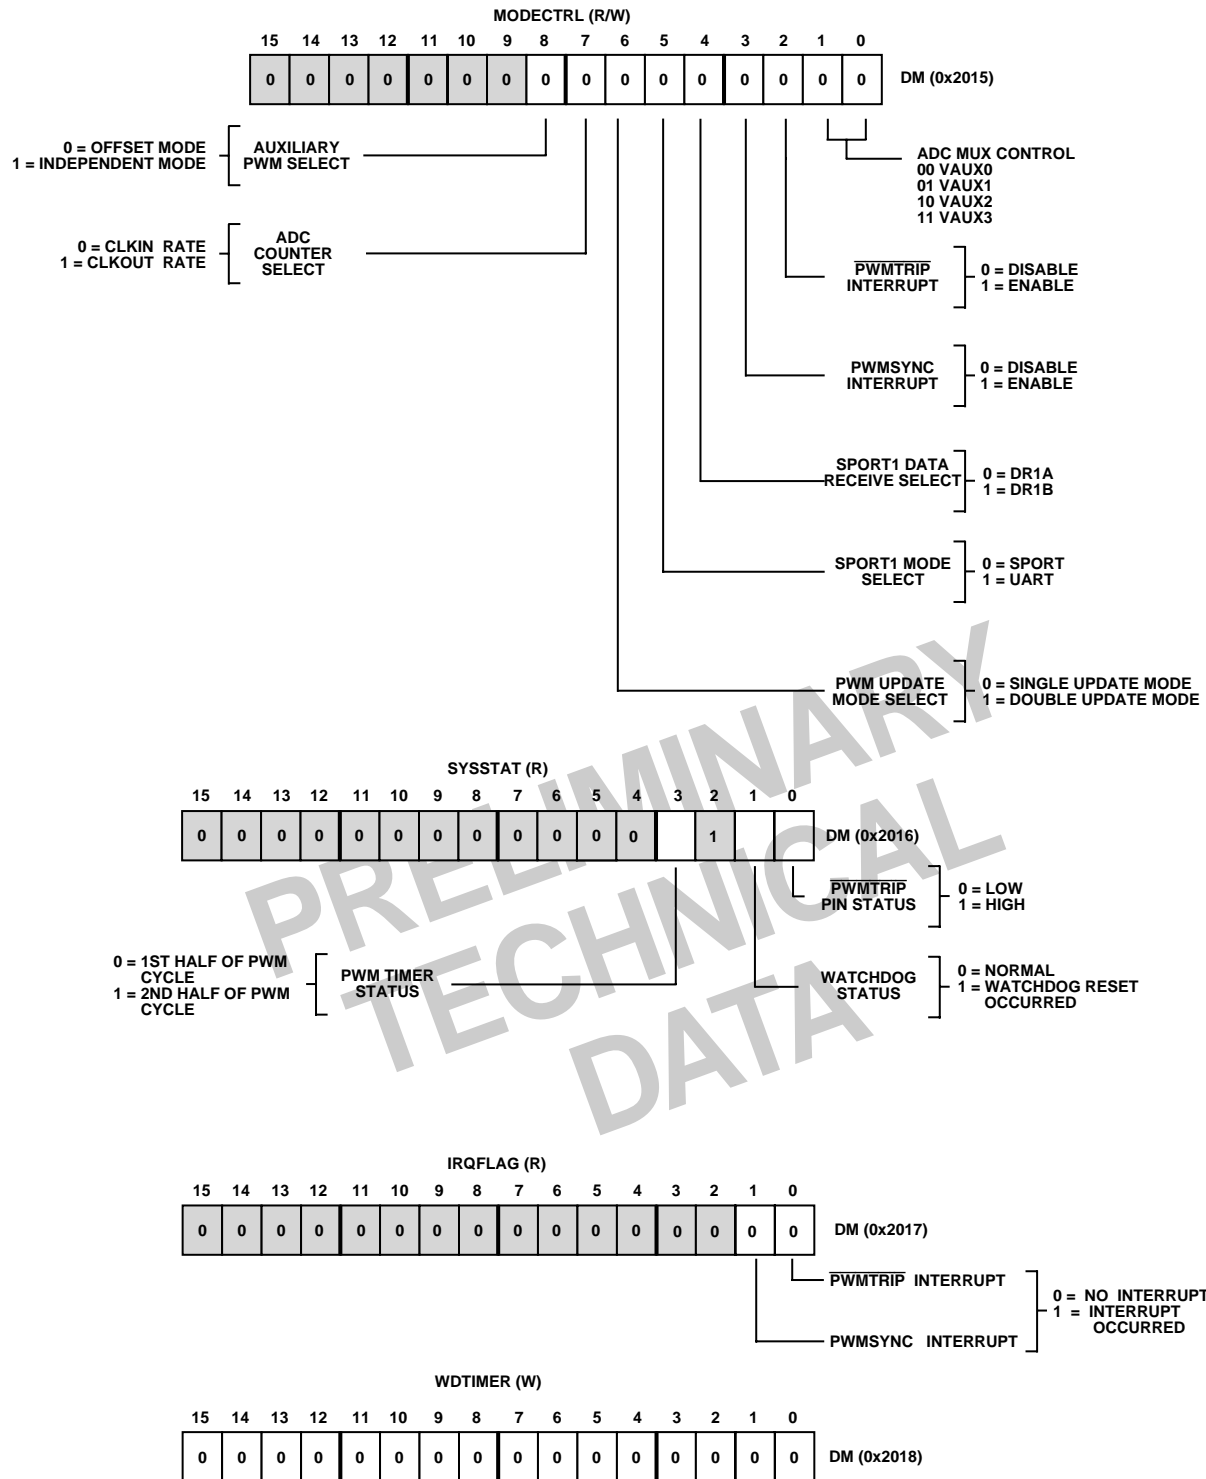 MODECTRL (R/W)
15 14 13 12 11 10 9 8 7 6 5 4 3 2 1 0
0 0 0 0 0 0 0 0 0 0 0 0 0 0 0 0 DM (0x2015)
0 = OFFSET MODE
1 = INDEPENDENT MODE
AUXILIARY
PWM SELECT
ADC MUX CONTROL
00 VAUX0
01 VAUX1
10 VAUX2
11 VAUX3
0 = CLKIN RATE
1 = CLKOUT RATE
ADC
COUNTER
SELECT
PWMTRIP
INTERRUPT
0 = DISABLE
1 = ENABLE
PWMSYNC
INTERRUPT
0 = DISABLE
1 = ENABLE
SPORT1 DATA
RECEIVE SELECT
0 = DR1A
1 = DR1B
SPORT1 MODE
SELECT
0 = SPORT
1 = UART
PWM UPDATE
MODE SELECT
0 = SINGLE UPDATE MODE
1 = DOUBLE UPDATE MODE
PRELIMINARY
TECHNICAL
DATA
SYSSTAT (R)
15 14 13 12 11 10 9 8 7 6 5 4 3 2 1 0
0 0 0 0 0 0 0 0 0 0 0 0 1 DM (0x2016)
PWMTRIP
PIN STATUS
0 = LOW
1 = HIGH
0 = 1ST HALF OF PWM
CYCLE
1 = 2ND HALF OF PWM
CYCLE
PWM TIMER
STATUS
WATCHDOG
STATUS
0 = NORMAL
1 = WATCHDOG RESET
OCCURRED
IRQFLAG (R)
15 14 13 12 11 10 9 8 7 6 5 4 3 2 1 0
0 0 0 0 0 0 0 0 0 0 0 0 0 0 0 0 DM (0x2017)
PWMTRIP INTERRUPT
PWMSYNC INTERRUPT
0 = NO INTERRUPT
1 = INTERRUPT
OCCURRED
WDTIMER (W)
15 14 13 12 11 10 9 8 7 6 5 4 3 2 1 0
0 0 0 0 0 0 0 0 0 0 0 0 0 0 0 0 DM (0x2018)